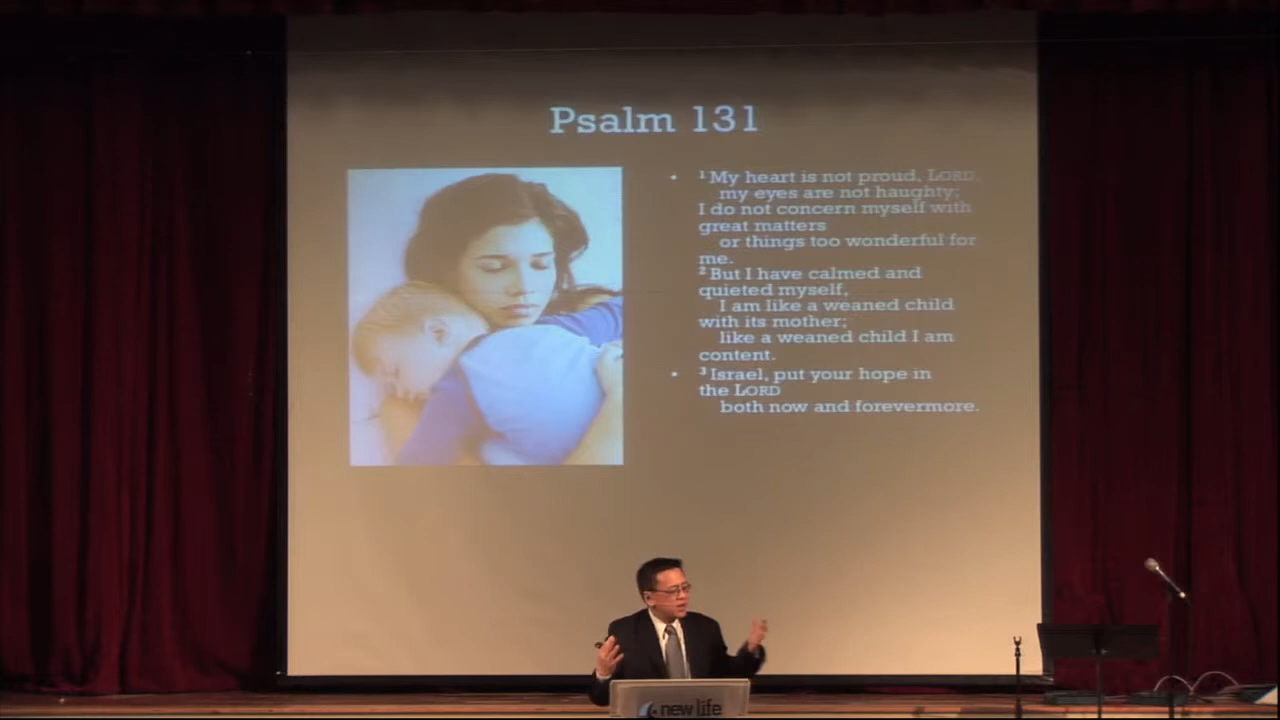 Psalm 131
• ¹ My heart is not proud, LORD,
my eyes are not haughty;
I do not concern myself with
great matters
or things too wonderful for
me.
² But I have calmed and
quieted myself,
I am like a weaned child
with its mother;
like a weaned child I am
content.
• ³ Israel, put your hope in
the LORD
both now and forevermore.
new life